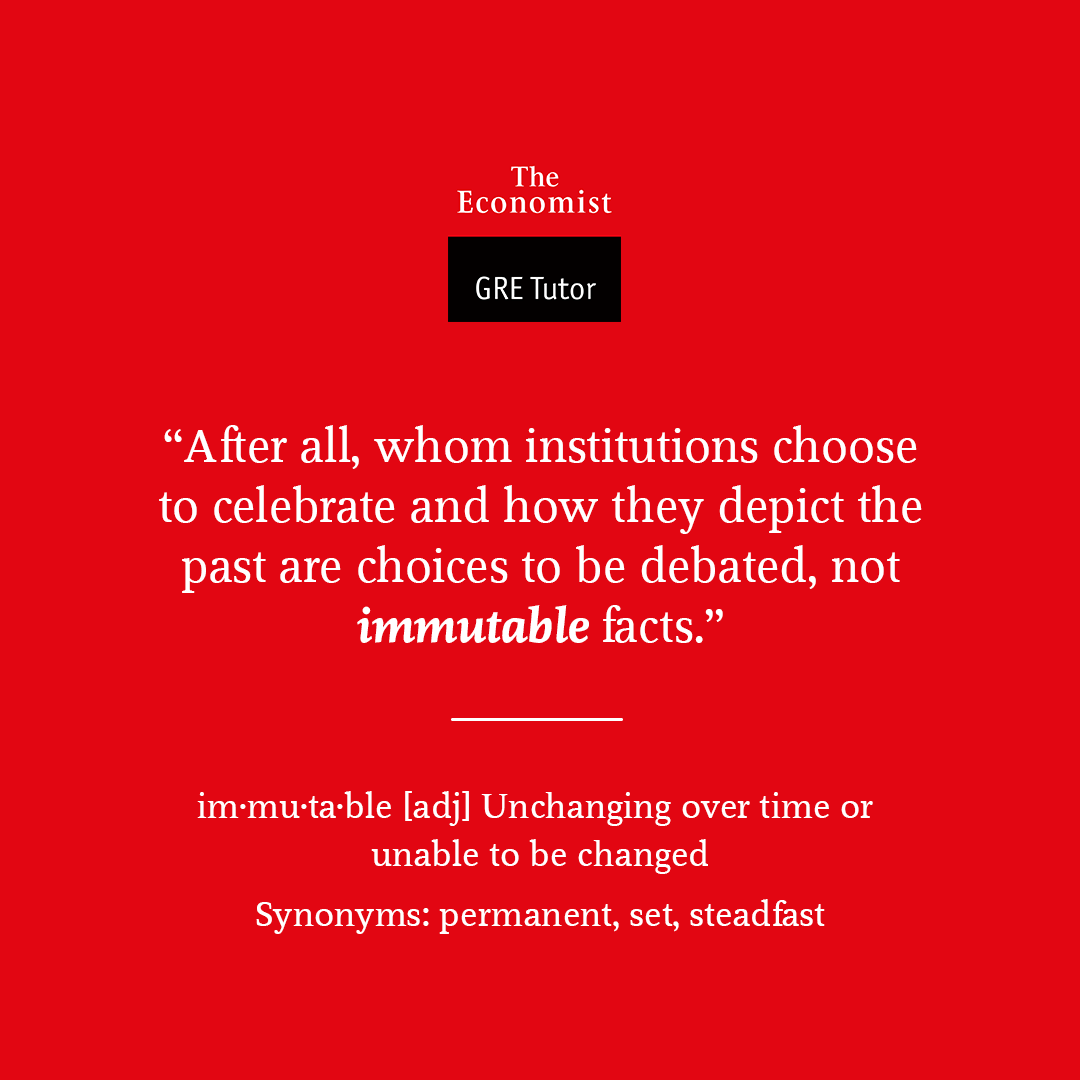 The
Economist
GRE Tutor
“After all, whom institutions choose
to celebrate and how they depict the
past are choices to be debated, not
immutable facts.”
im·mu·ta·ble [adj] Unchanging over time or
unable to be changed
Synonyms: permanent, set, steadfast